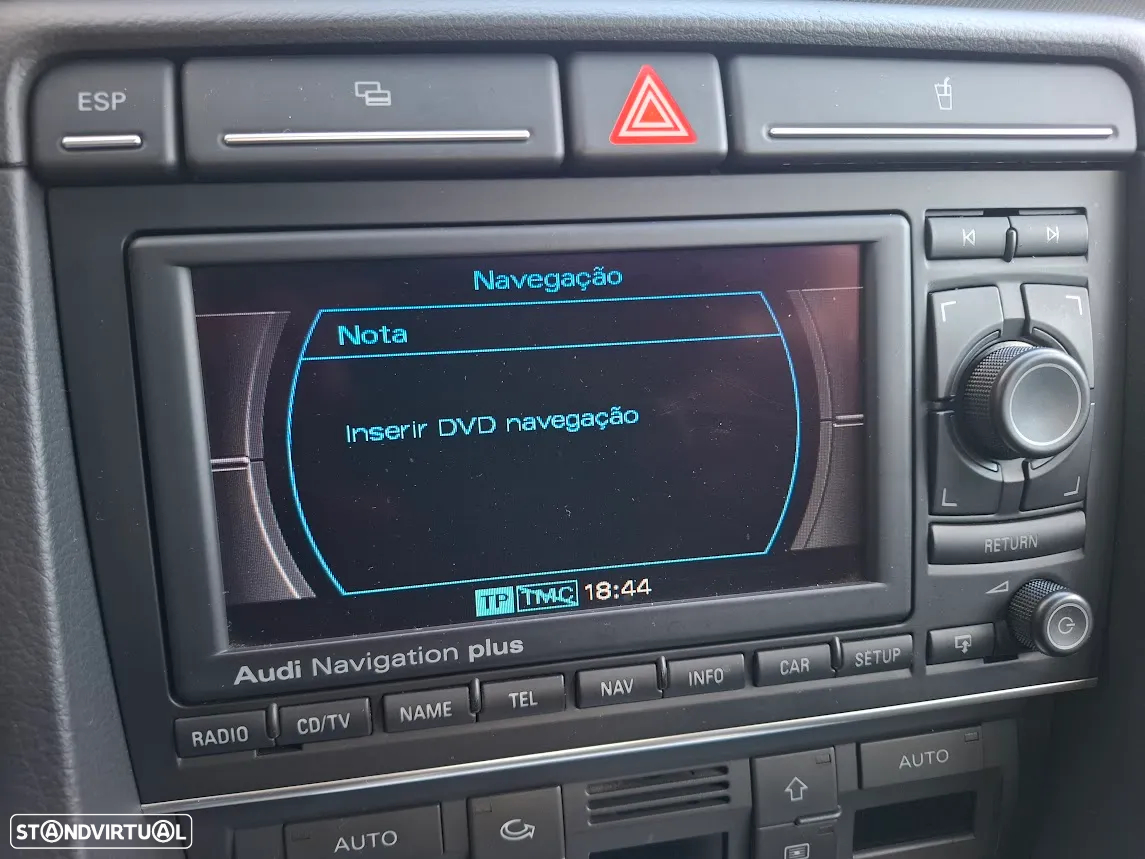 ESP
Navegação
Nota
Inserir DVD navegação
TP TMC 18:44
Audi Navigation plus
RETURN
RADIO CD/TV NAME TEL NAV INFO CAR SETUP
AUTO
AUTO
STANDVIRTUAL